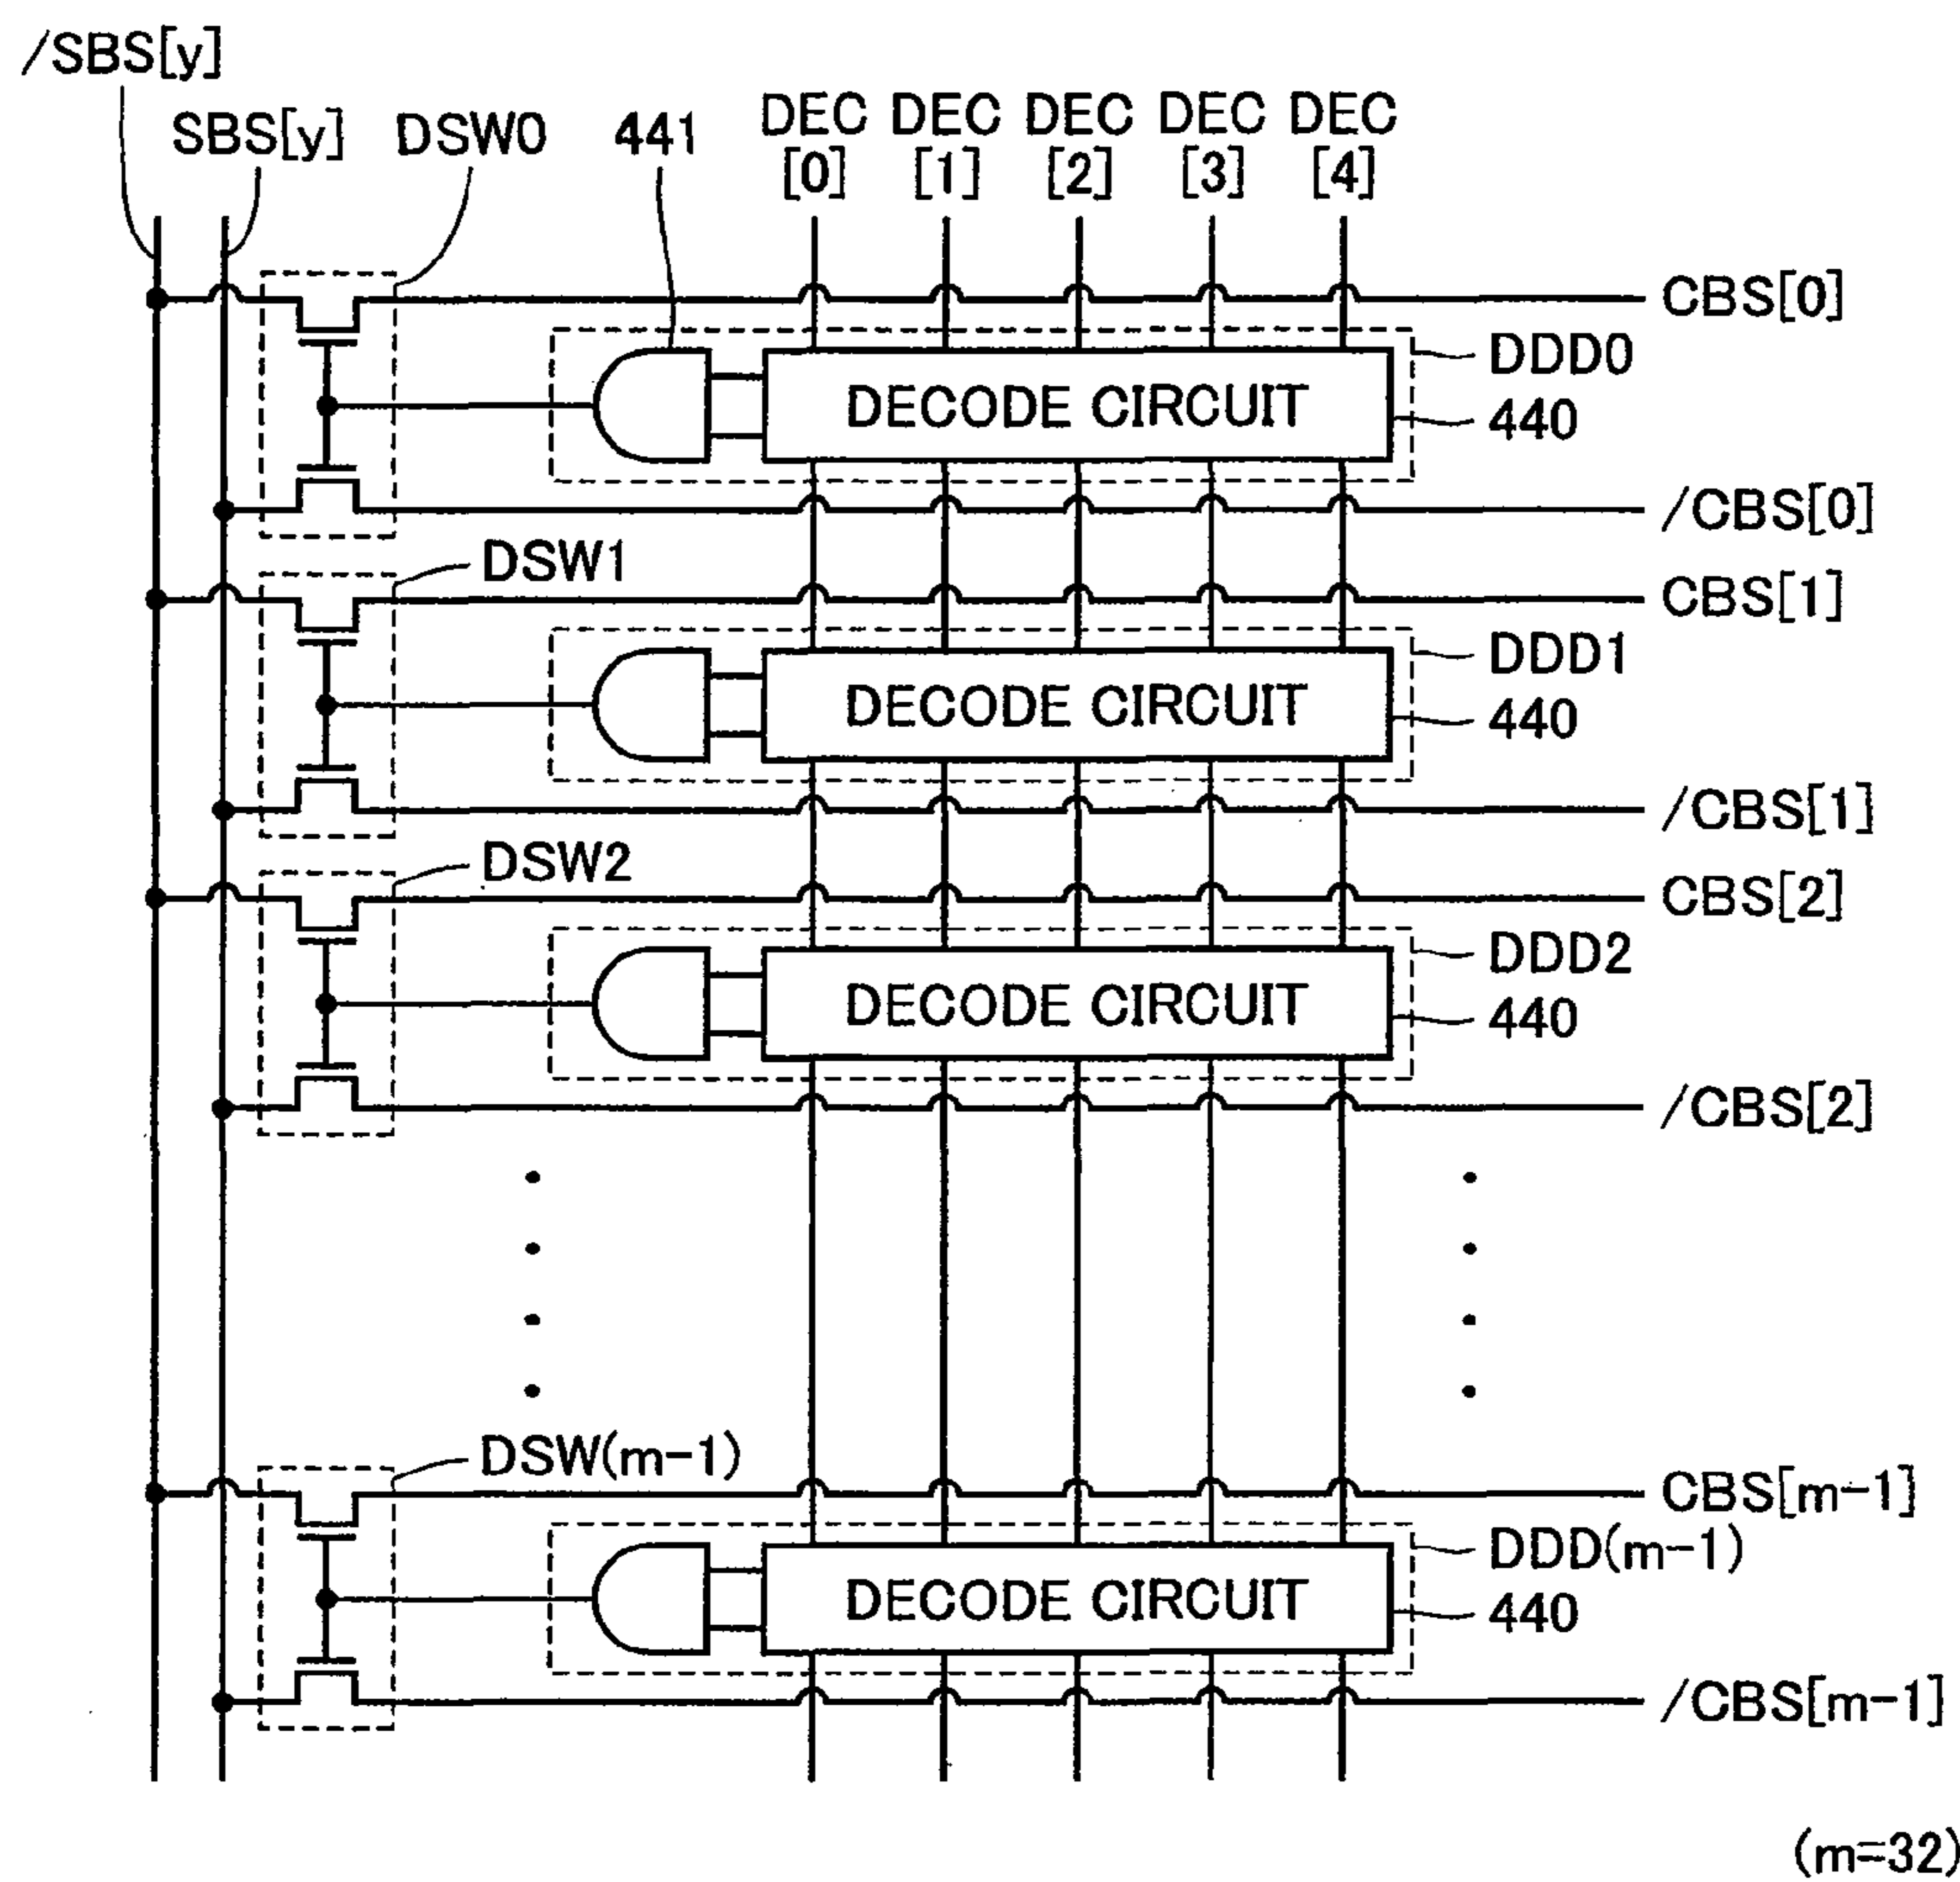 /SBS[y]
SBS[y] DSW0 441 DEC [0] DEC [1] DEC [2] DEC [3] DEC [4]
CBS[0]
DDD0
DECODE CIRCUIT 440
/CBS[0]
DSW1
CBS[1]
DDD1
DECODE CIRCUIT 440
/CBS[1]
DSW2
CBS[2]
DDD2
DECODE CIRCUIT 440
/CBS[2]
DSW(m-1)
CBS[m-1]
DDD(m-1)
DECODE CIRCUIT 440
/CBS[m-1]
(m=32)